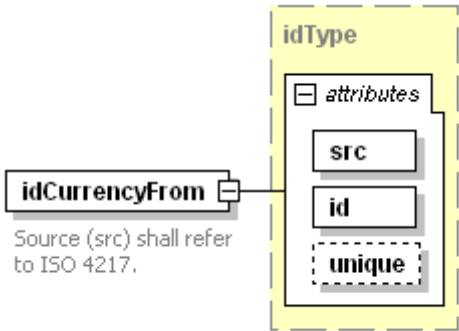 idType
attributes
src
idCurrencyFrom
id
Source (src) shall refer
to ISO 4217.
unique